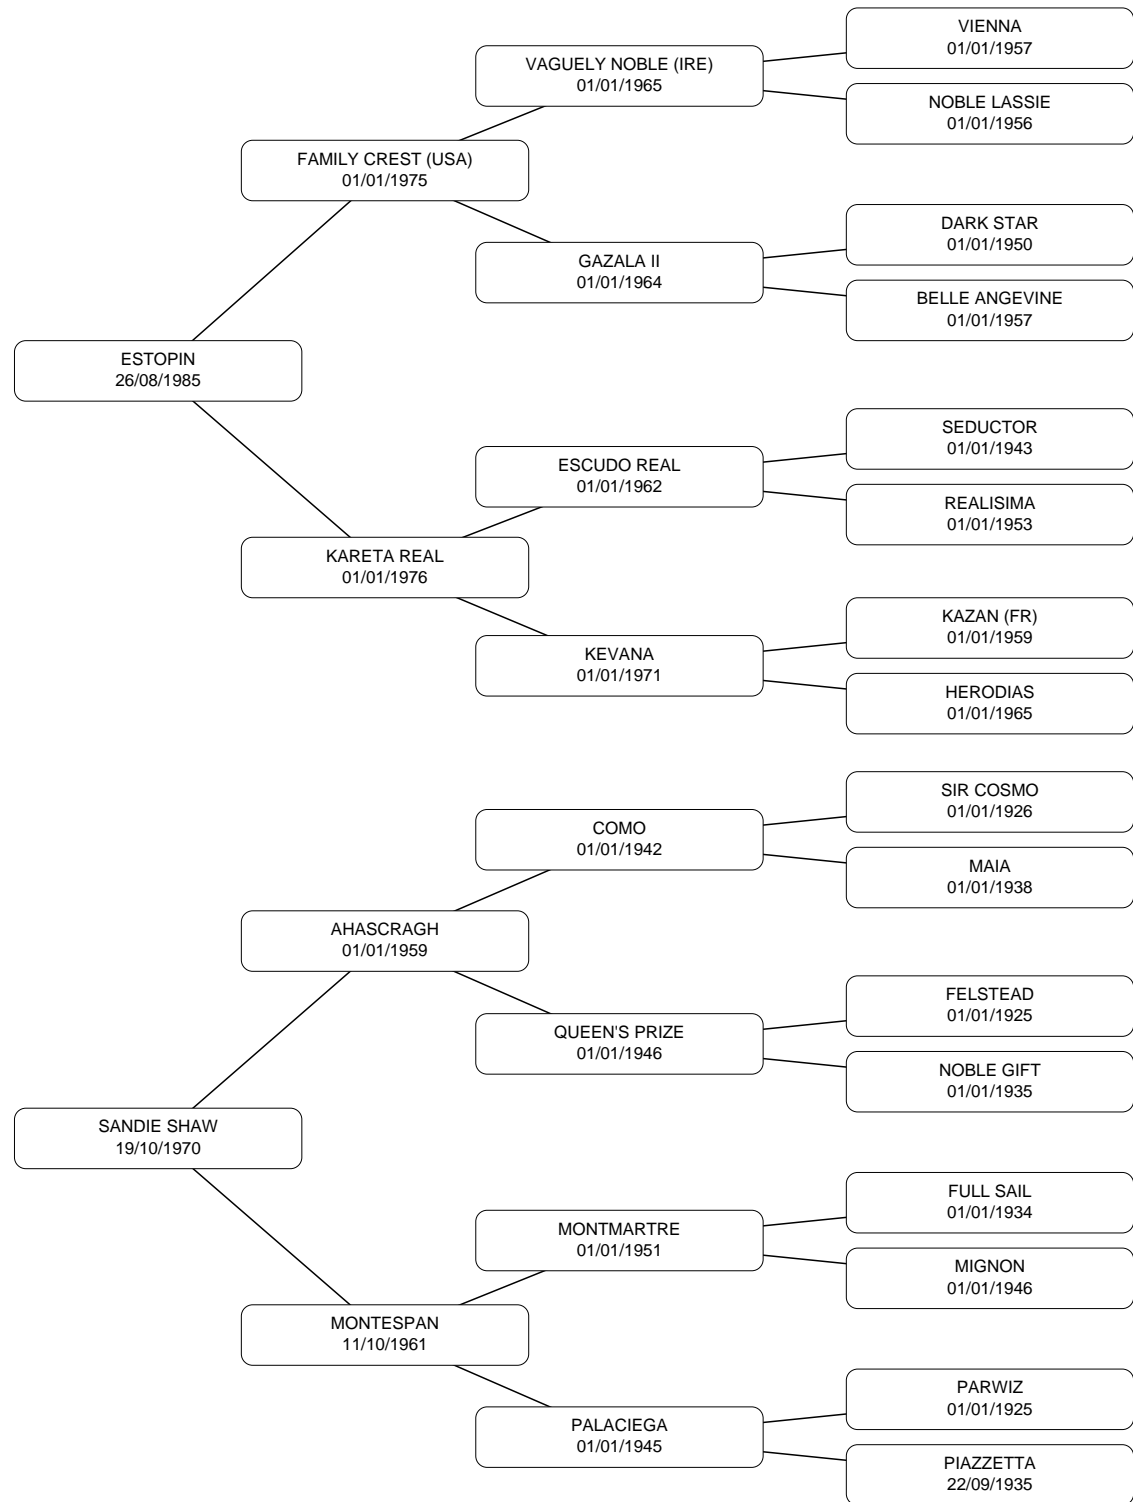 VIENNA
01/01/1957
VAGUELY NOBLE (IRE)
01/01/1965
NOBLE LASSIE
01/01/1956
FAMILY CREST (USA)
01/01/1975
DARK STAR
01/01/1950
GAZALA II
01/01/1964
BELLE ANGEVINE
01/01/1957
ESTOPIN
26/08/1985
SEDUCTOR
01/01/1943
ESCUDO REAL
01/01/1962
REALISIMA
01/01/1953
KARETA REAL
01/01/1976
KAZAN (FR)
01/01/1959
KEVANA
01/01/1971
HERODIAS
01/01/1965
SIR COSMO
01/01/1926
COMO
01/01/1942
MAIA
01/01/1938
AHASCRAGH
01/01/1959
FELSTEAD
01/01/1925
QUEEN'S PRIZE
01/01/1946
NOBLE GIFT
01/01/1935
SANDIE SHAW
19/10/1970
FULL SAIL
01/01/1934
MONTMARTRE
01/01/1951
MIGNON
01/01/1946
MONTESPAN
11/10/1961
PARWIZ
01/01/1925
PALACIEGA
01/01/1945
PIAZZETTA
22/09/1935